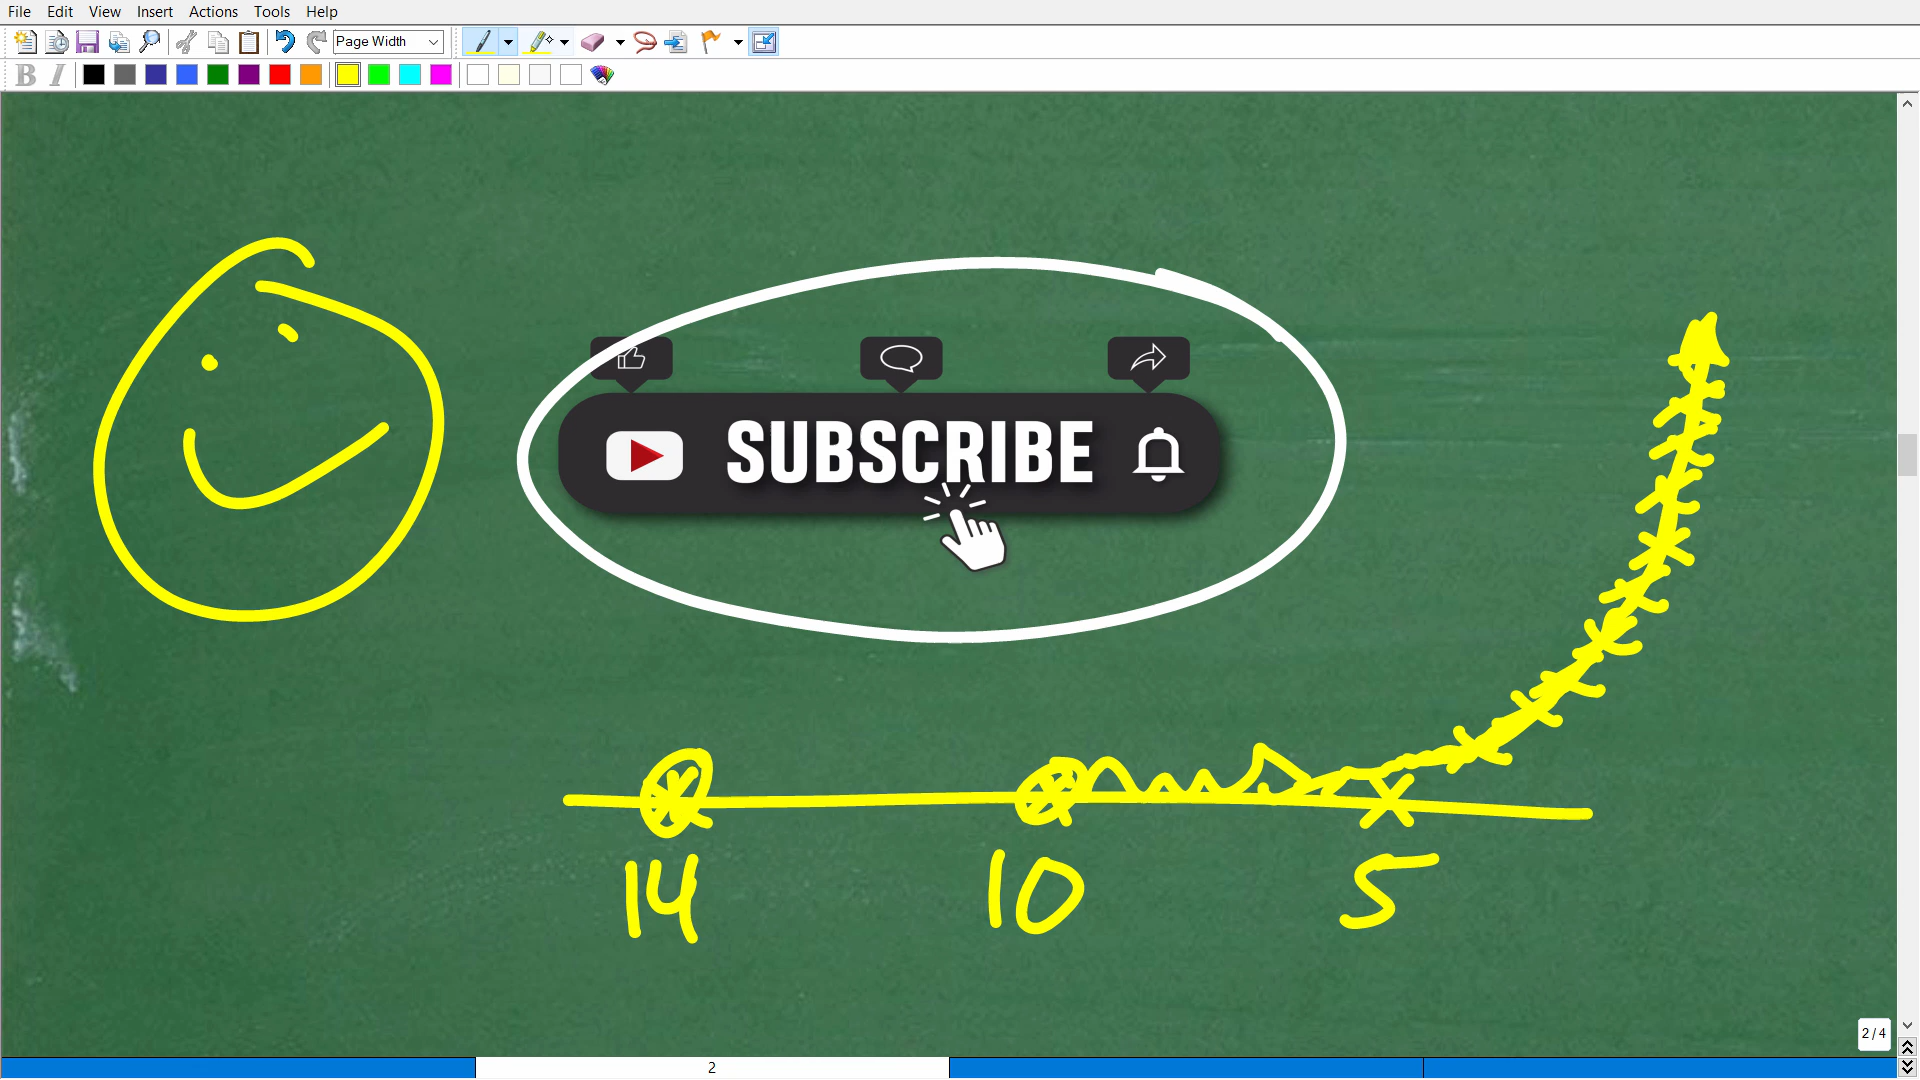 File Edit View Insert Actions Tools Help
Page Width
B I
SUBSCRIBE
14 10 5
2 / 4
2